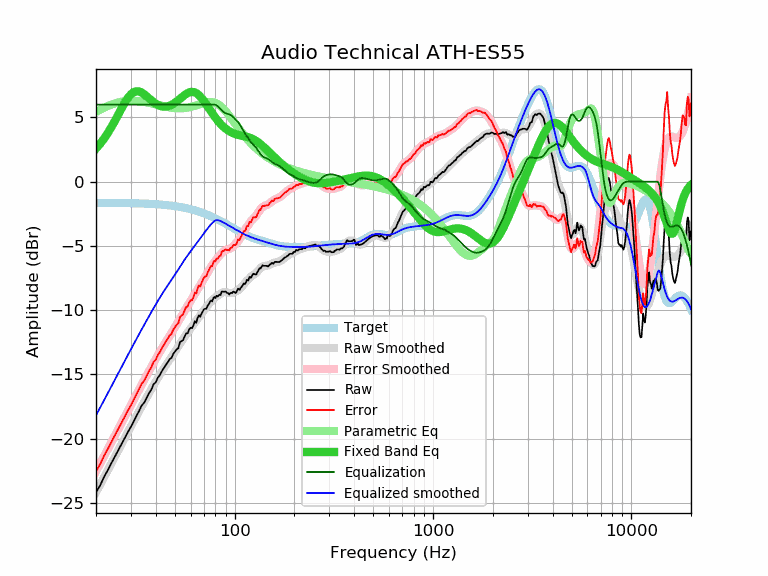 Audio Technical ATH-ES55
Amplitude (dBr)
5
0
−5
−10
−15
−20
−25
Target
Raw Smoothed
Error Smoothed
Raw
Error
Parametric Eq
Fixed Band Eq
Equalization
Equalized smoothed
100 1000 10000
Frequency (Hz)